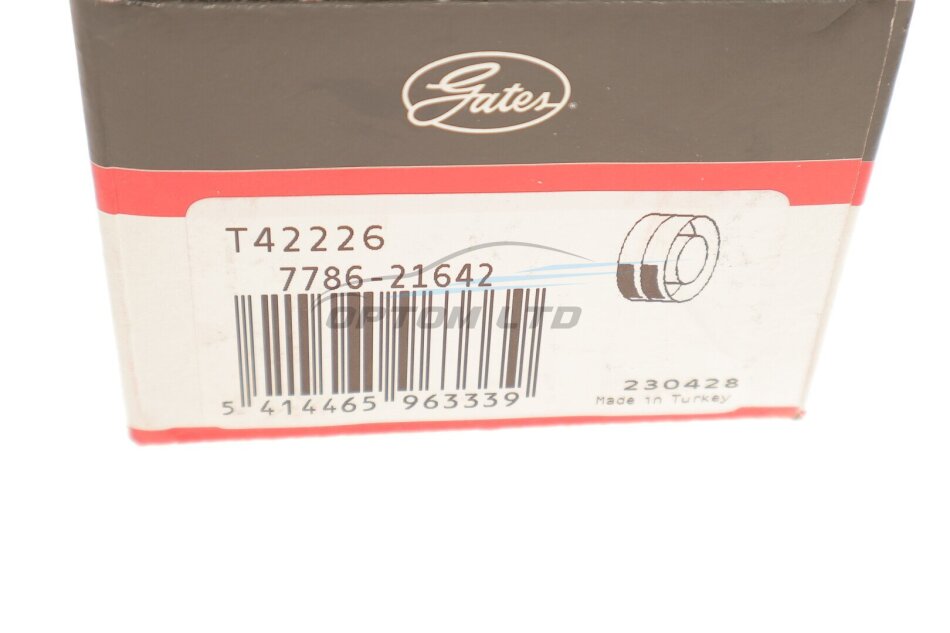 Gates®
T42226
7786-21642
OPTOM LTD
5 414465 963339
230428
Made in Turkey